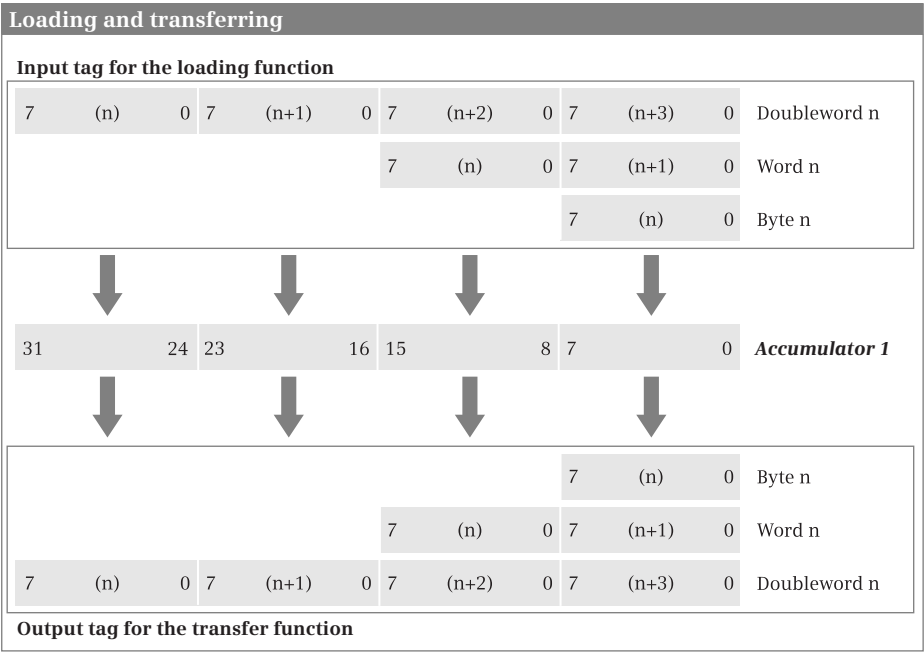 Loading and transferring
Input tag for the loading function
7 (n) 0 7 (n+1) 0 7 (n+2) 0 7 (n+3) 0 Doubleword n
7 (n) 0 7 (n+1) 0 Word n
7 (n) 0 Byte n
31 24 23 16 15 8 7 0 Accumulator 1
7 (n) 0 Byte n
7 (n) 0 7 (n+1) 0 Word n
7 (n) 0 7 (n+1) 0 7 (n+2) 0 7 (n+3) 0 Doubleword n
Output tag for the transfer function